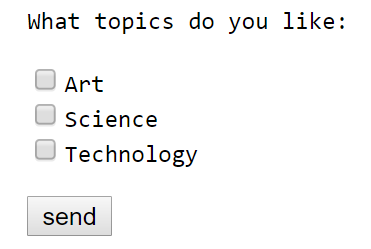 What topics do you like:
Art
Science
Technology
send